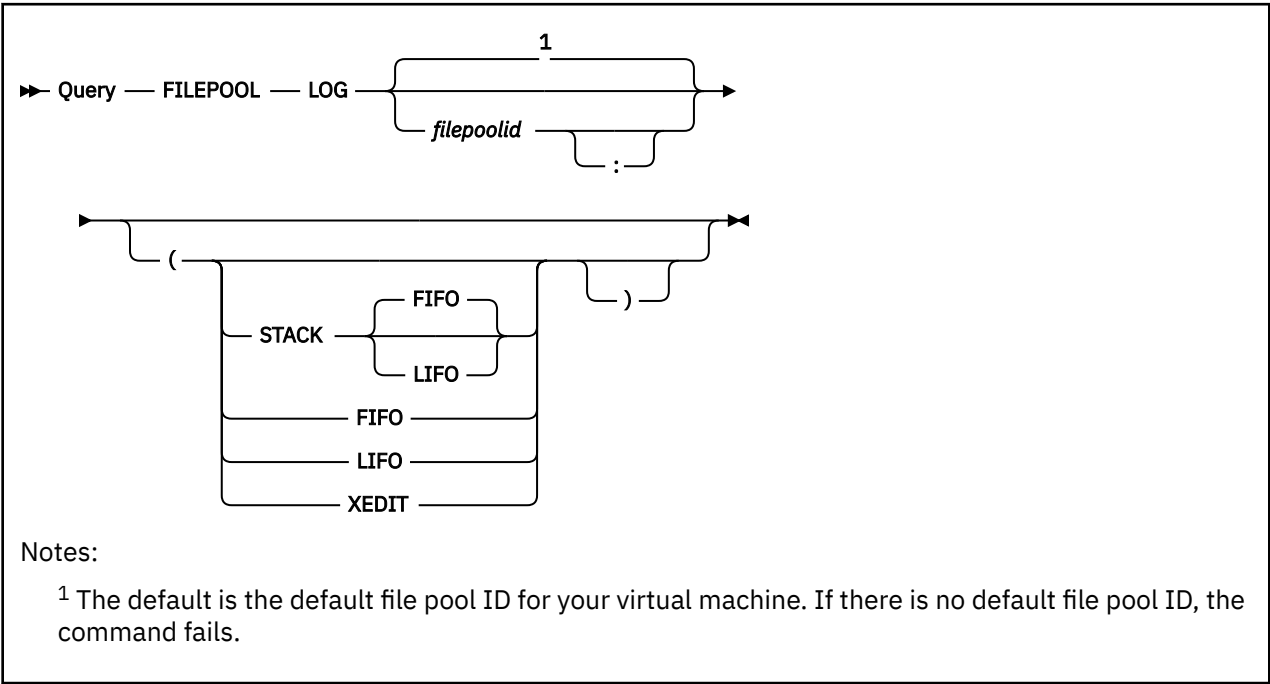 1
Query FILEPOOL LOG
filepoolid
:
(
FIFO
)
STACK
LIFO
FIFO
LIFO
XEDIT
Notes:
1 The default is the default file pool ID for your virtual machine. If there is no default file pool ID, the
command fails.